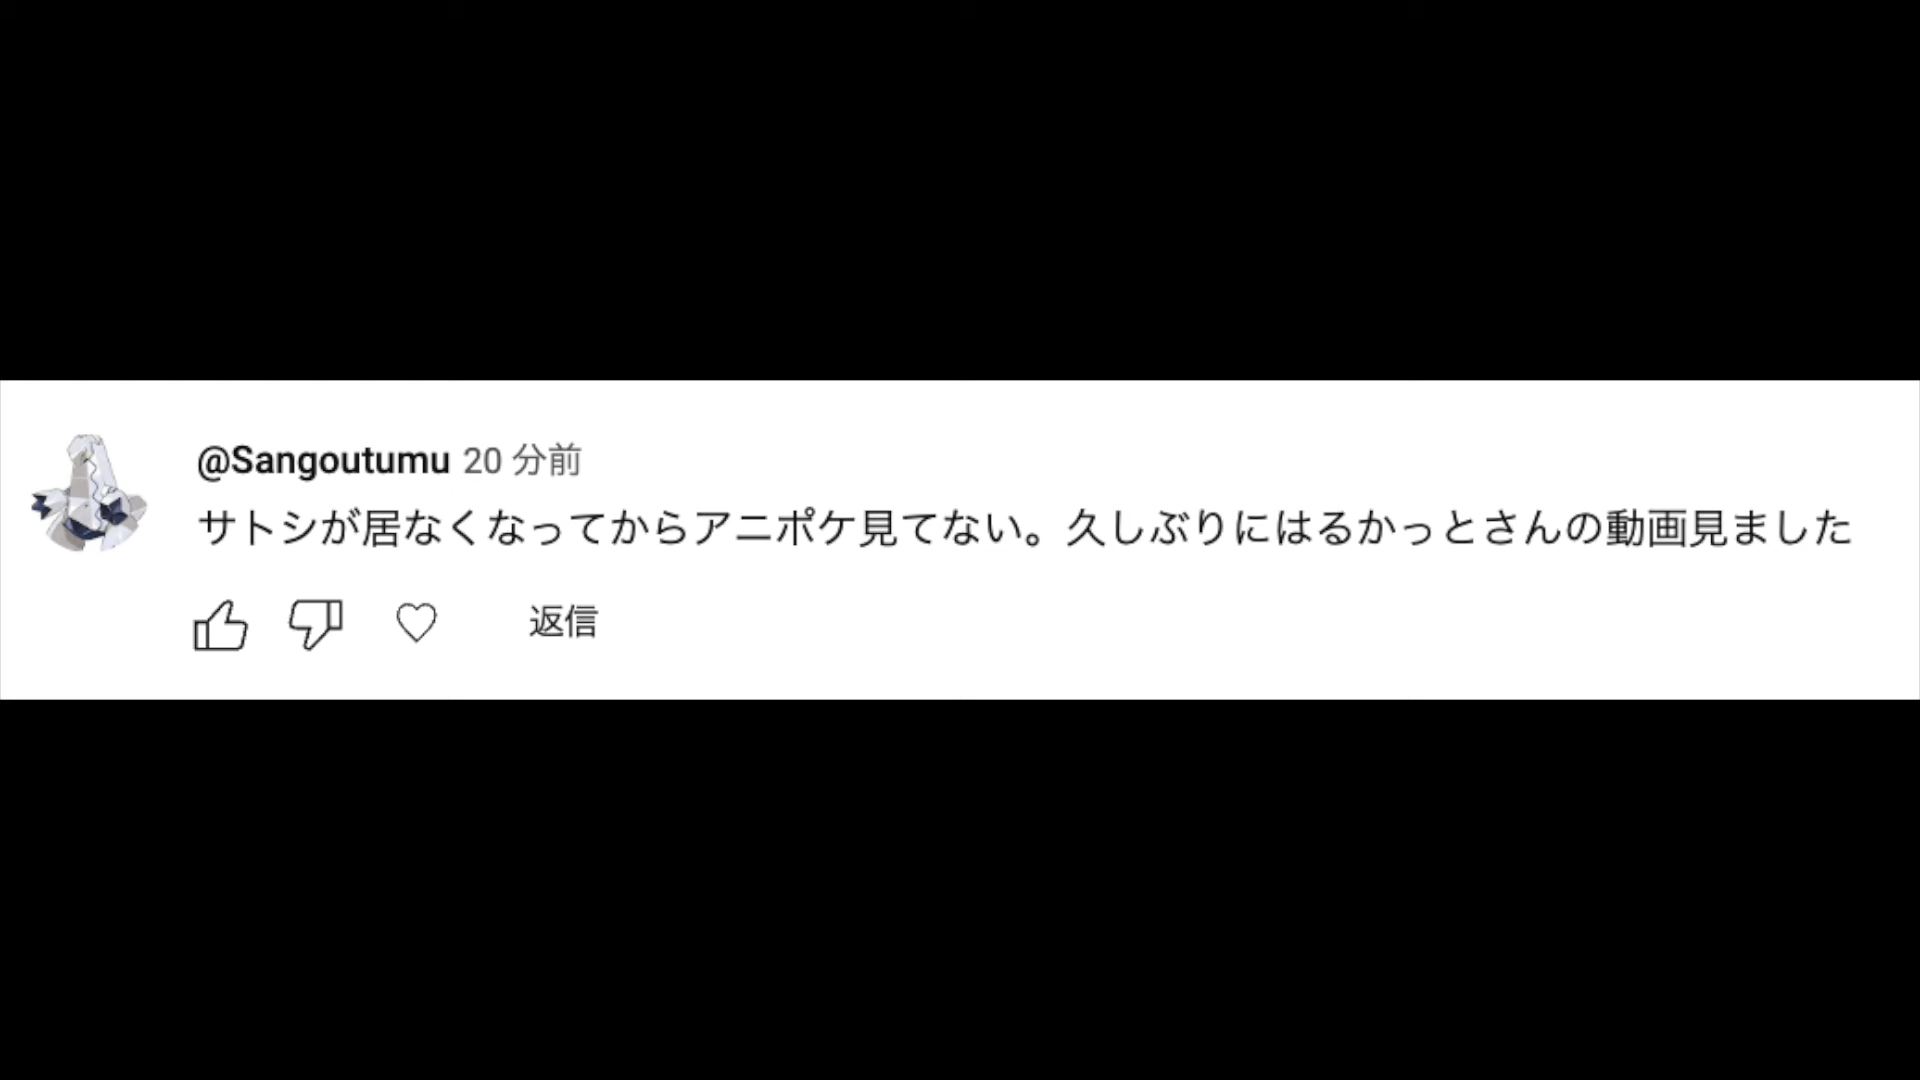 @Sangoutumu 20 分前
サトシが居なくなってからアニポケ見てない。久しぶりにはるかっとさんの動画見ました
返信